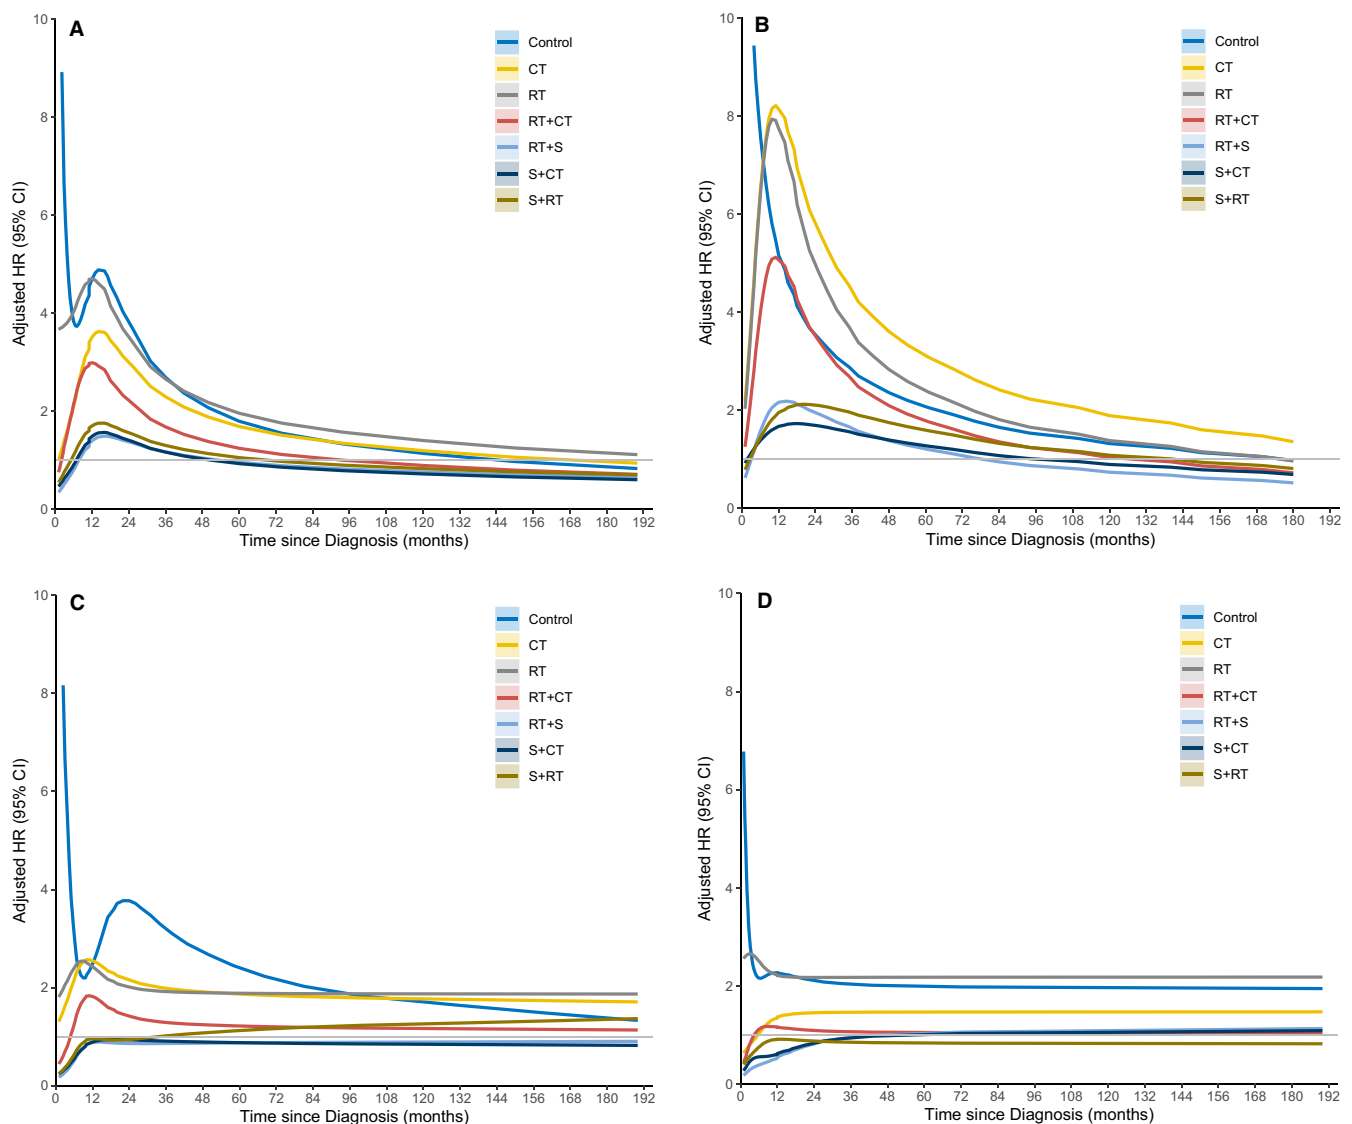 A
Adjusted HR (95% CI)
10
8
6
4
2
0
Control
CT
RT
RT+CT
RT+S
S+CT
S+RT
0 12 24 36 48 60 72 84 96 108 120 132 144 156 168 180 192
Time since Diagnosis (months)
B
Adjusted HR (95% CI)
10
8
6
4
2
0
Control
CT
RT
RT+CT
RT+S
S+CT
S+RT
0 12 24 36 48 60 72 84 96 108 120 132 144 156 168 180 192
Time since Diagnosis (months)
C
Adjusted HR (95% CI)
10
8
6
4
2
0
Control
CT
RT
RT+CT
RT+S
S+CT
S+RT
0 12 24 36 48 60 72 84 96 108 120 132 144 156 168 180 192
Time since Diagnosis (months)
D
Adjusted HR (95% CI)
10
8
6
4
2
0
Control
CT
RT
RT+CT
RT+S
S+CT
S+RT
0 12 24 36 48 60 72 84 96 108 120 132 144 156 168 180 192
Time since Diagnosis (months)